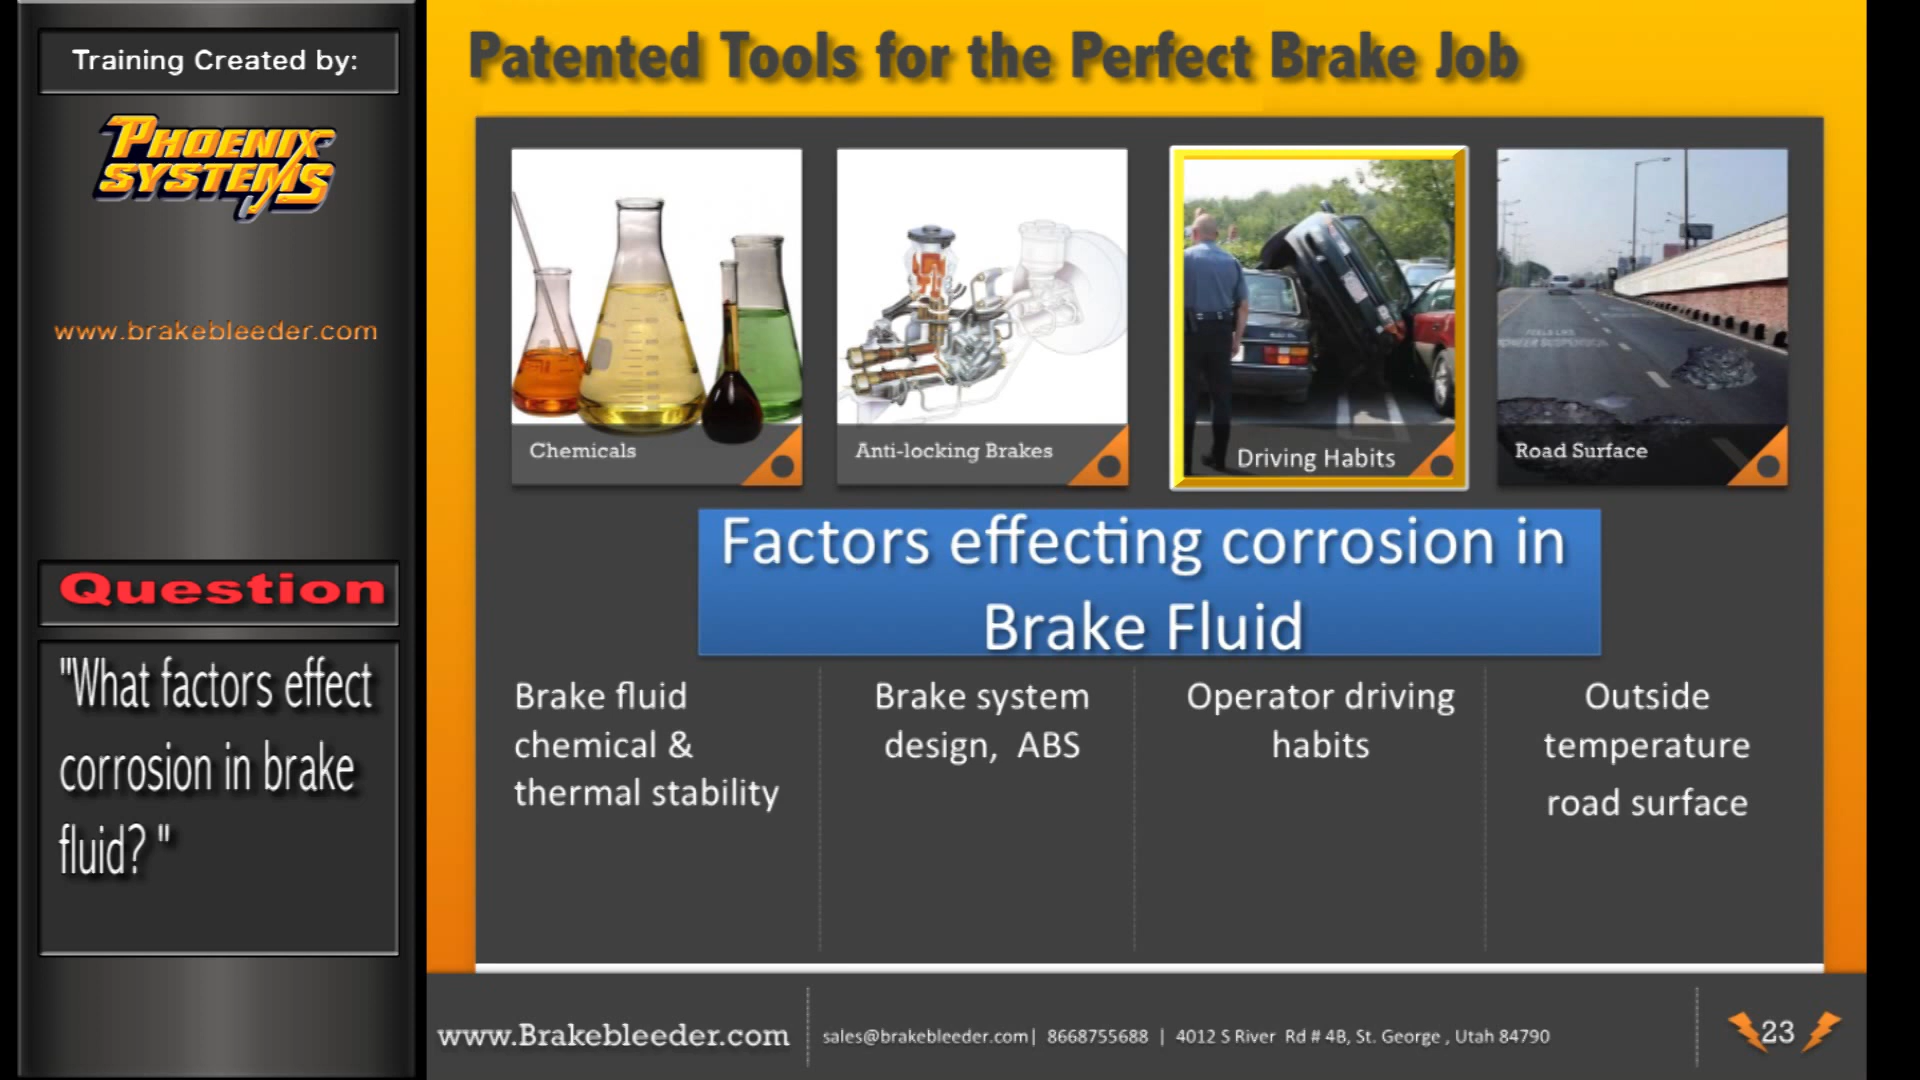 Training Created by:
PHOENIX
SYSTEMS
www.brakebleeder.com
Question
"What factors effect
corrosion in brake
fluid? "
Patented Tools for the Perfect Brake Job
Chemicals
Anti-locking Brakes
Driving Habits
Road Surface
Factors effecting corrosion in
Brake Fluid
Brake fluid
chemical &
thermal stability
Brake system
design, ABS
Operator driving
habits
Outside
temperature
road surface
www.Brakebleeder.com
sales@brakebleeder.com| 8668755688 | 4012 S River Rd # 4B, St. George , Utah 84790
23